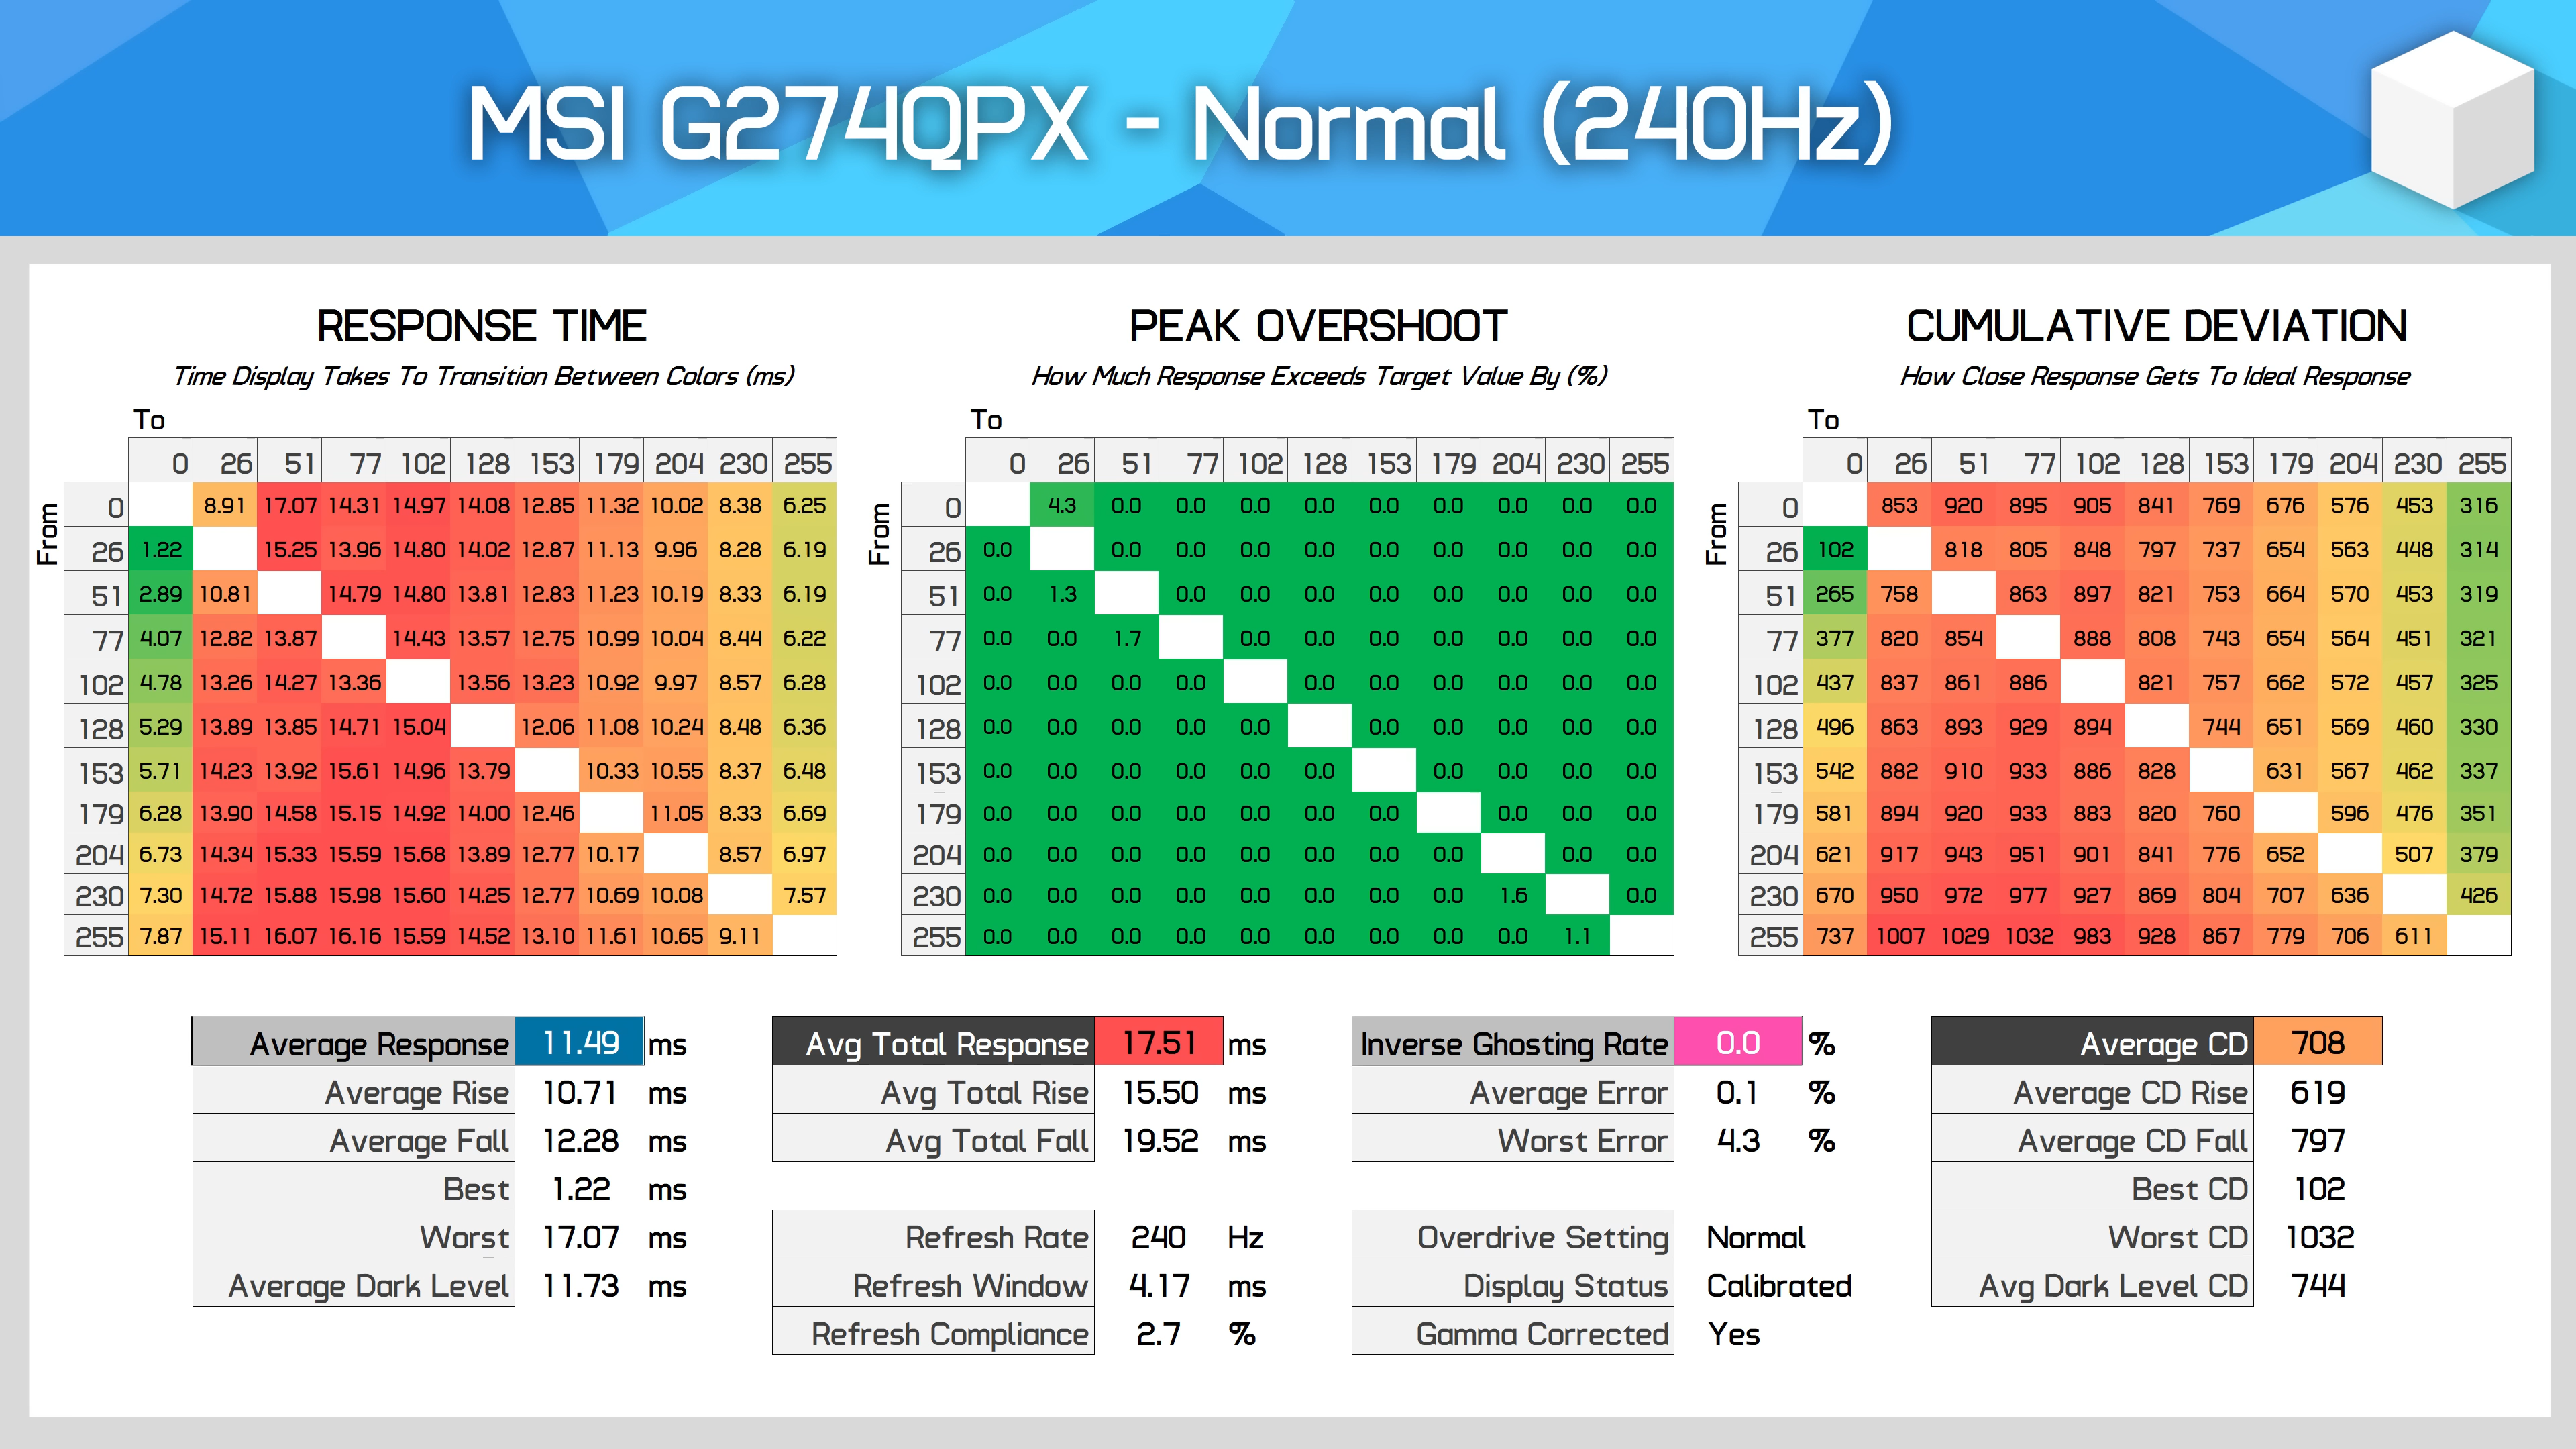 MSI G274QPX - Normal (240Hz)
RESPONSE TIME
Time Display Takes To Transition Between Colors (ms)
To
0 26 51 77 102 128 153 179 204 230 255
From
0 8.91 17.07 14.31 14.97 14.08 12.85 11.32 10.02 8.38 6.25
26 1.22 15.25 13.96 14.80 14.02 12.87 11.13 9.96 8.28 6.19
51 2.89 10.81 14.79 14.80 13.81 12.83 11.23 10.19 8.33 6.19
77 4.07 12.82 13.87 14.43 13.57 12.75 10.99 10.04 8.44 6.22
102 4.78 13.26 14.27 13.36 13.56 13.23 10.92 9.97 8.57 6.28
128 5.29 13.89 13.85 14.71 15.04 12.06 11.08 10.24 8.48 6.36
153 5.71 14.23 13.92 15.61 14.96 13.79 10.33 10.55 8.37 6.48
179 6.28 13.90 14.58 15.15 14.92 14.00 12.46 11.05 8.33 6.69
204 6.73 14.34 15.33 15.59 15.68 13.89 12.77 10.17 8.57 6.97
230 7.30 14.72 15.88 15.98 15.60 14.25 12.77 10.69 10.08 7.57
255 7.87 15.11 16.07 16.16 15.59 14.52 13.10 11.61 10.65 9.11
PEAK OVERSHOOT
How Much Response Exceeds Target Value By (%)
To
0 26 51 77 102 128 153 179 204 230 255
From
0 4.3 0.0 0.0 0.0 0.0 0.0 0.0 0.0 0.0 0.0
26 0.0 0.0 0.0 0.0 0.0 0.0 0.0 0.0 0.0 0.0
51 0.0 1.3 0.0 0.0 0.0 0.0 0.0 0.0 0.0 0.0
77 0.0 0.0 1.7 0.0 0.0 0.0 0.0 0.0 0.0 0.0
102 0.0 0.0 0.0 0.0 0.0 0.0 0.0 0.0 0.0 0.0
128 0.0 0.0 0.0 0.0 0.0 0.0 0.0 0.0 0.0 0.0
153 0.0 0.0 0.0 0.0 0.0 0.0 0.0 0.0 0.0 0.0
179 0.0 0.0 0.0 0.0 0.0 0.0 0.0 0.0 0.0 0.0
204 0.0 0.0 0.0 0.0 0.0 0.0 0.0 0.0 0.0 0.0
230 0.0 0.0 0.0 0.0 0.0 0.0 0.0 0.0 1.6 0.0
255 0.0 0.0 0.0 0.0 0.0 0.0 0.0 0.0 0.0 1.1
CUMULATIVE DEVIATION
How Close Response Gets To Ideal Response
To
0 26 51 77 102 128 153 179 204 230 255
From
0 853 920 895 905 841 769 676 576 453 316
26 102 818 805 848 797 737 654 563 448 314
51 265 758 863 897 821 753 664 570 453 319
77 377 820 854 888 808 743 654 564 451 321
102 437 837 861 886 821 757 662 572 457 325
128 496 863 893 929 894 744 651 569 460 330
153 542 882 910 933 886 828 631 567 462 337
179 581 894 920 933 883 820 760 596 476 351
204 621 917 943 951 901 841 776 652 507 379
230 670 950 972 977 927 869 804 707 636 426
255 737 1007 1029 1032 983 928 867 779 706 611
Average Response 11.49 ms
Average Rise 10.71 ms
Average Fall 12.28 ms
Best 1.22 ms
Worst 17.07 ms
Average Dark Level 11.73 ms
Avg Total Response 17.51 ms
Avg Total Rise 15.50 ms
Avg Total Fall 19.52 ms
Refresh Rate 240 Hz
Refresh Window 4.17 ms
Refresh Compliance 2.7 %
Inverse Ghosting Rate 0.0 %
Average Error 0.1 %
Worst Error 4.3 %
Overdrive Setting Normal
Display Status Calibrated
Gamma Corrected Yes
Average CD 708
Average CD Rise 619
Average CD Fall 797
Best CD 102
Worst CD 1032
Avg Dark Level CD 744